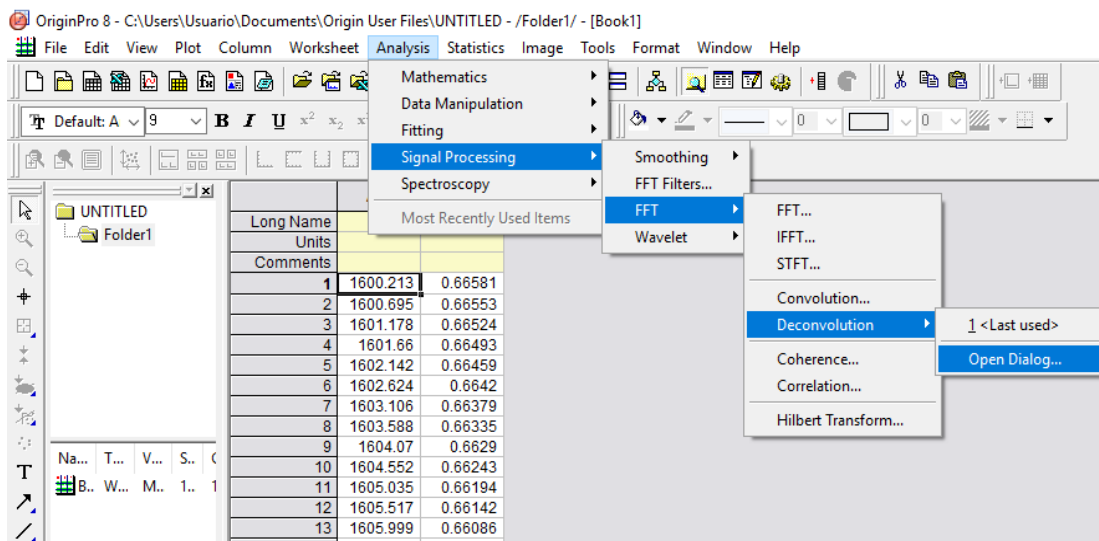 OriginPro 8 - C:\Users\Usuario\Documents\Origin User Files\UNTITLED - /Folder1/ - [Book1]
File Edit View Plot Column Worksheet Analysis Statistics Image Tools Format Window Help
Mathematics
Data Manipulation
Fitting
Signal Processing
Spectroscopy
Most Recently Used Items
Smoothing
FFT Filters...
FFT
Wavelet
FFT...
IFFT...
STFT...
Convolution...
Deconvolution
Coherence...
Correlation...
Hilbert Transform...
1 <Last used>
Open Dialog...
Default: A 9 B I U x² x₂
0 0
UNTITLED
Folder1
Long Name
Units
Comments
1 1600.213 0.66581
2 1600.695 0.66553
3 1601.178 0.66524
4 1601.66 0.66493
5 1602.142 0.66459
6 1602.624 0.6642
7 1603.106 0.66379
8 1603.588 0.66335
9 1604.07 0.6629
10 1604.552 0.66243
11 1605.035 0.66194
12 1605.517 0.66142
13 1605.999 0.66086
Na... T... V... S..
B.. W... M.. 1.. 1
T